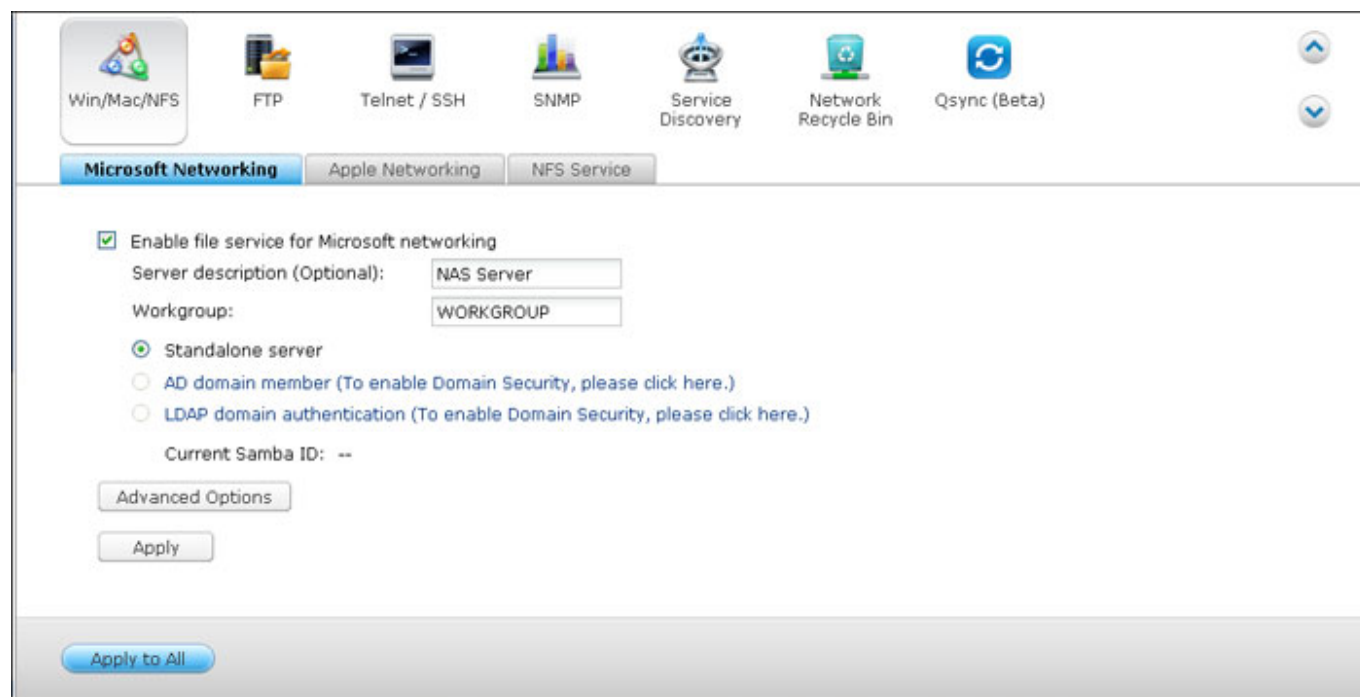 Win/Mac/NFS
FTP
Telnet / SSH
SNMP
Service
Discovery
Network
Recycle Bin
Qsync (Beta)
Microsoft Networking
Apple Networking
NFS Service
Enable file service for Microsoft networking
Server description (Optional): NAS Server
Workgroup: WORKGROUP
Standalone server
AD domain member (To enable Domain Security, please click here.)
LDAP domain authentication (To enable Domain Security, please click here.)
Current Samba ID: --
Advanced Options
Apply
Apply to All